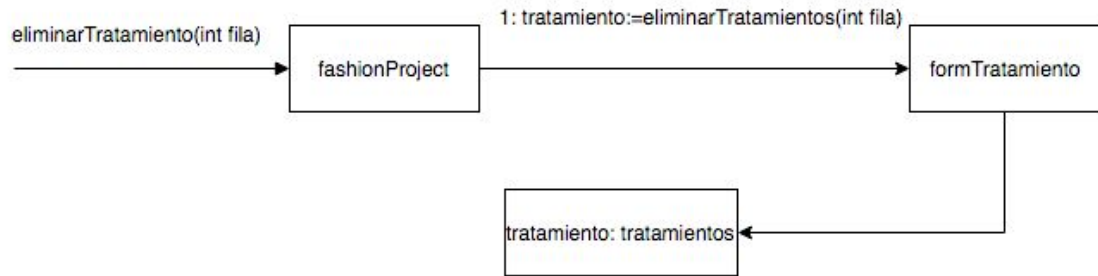 eliminarTratamiento(int fila)
1: tratamiento:=eliminarTratamientos(int fila)
fashionProject
formTratamiento
tratamiento: tratamientos